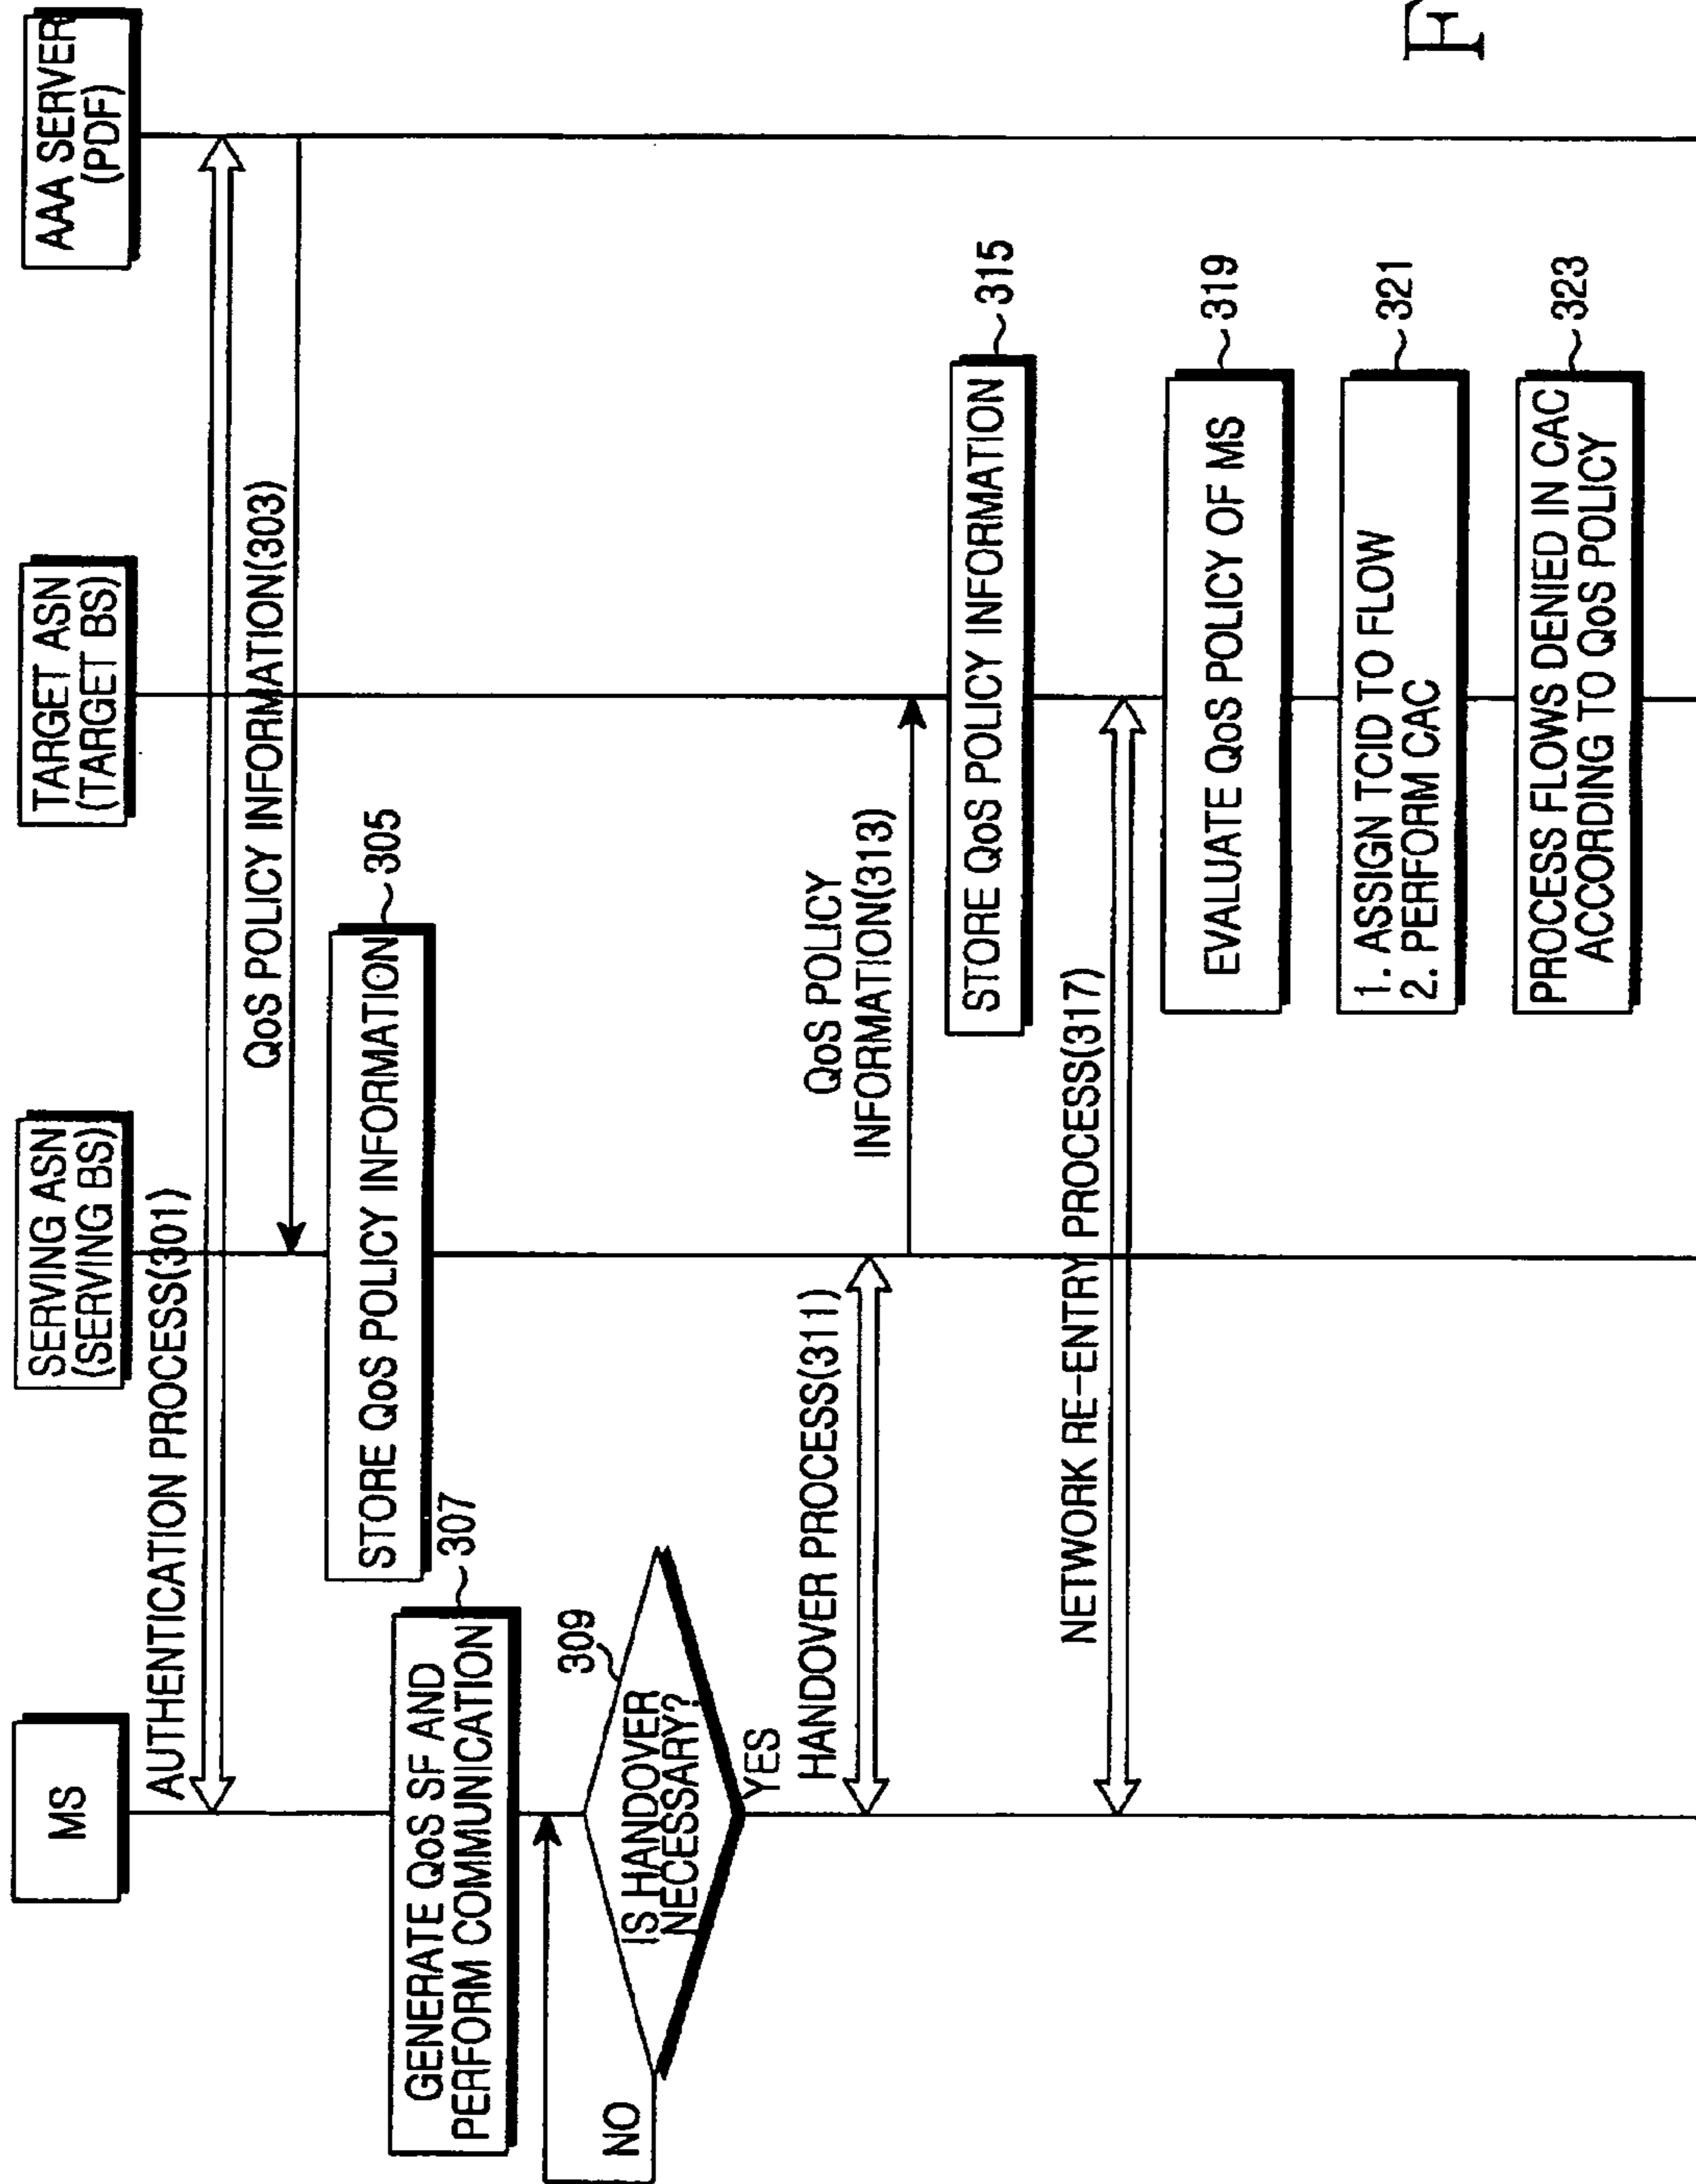 MS
SERVING ASN
(SERVING BS)
TARGET ASN
(TARGET BS)
AAA SERVER
(PDF)
AUTHENTICATION PROCESS(301)
QoS POLICY INFORMATION(303)
STORE QoS POLICY INFORMATION
305
GENERATE QoS SF AND
PERFORM COMMUNICATION
307
309
IS HANDOVER
NECESSARY?
NO
YES
HANDOVER PROCESS(311)
QoS POLICY
INFORMATION(313)
STORE QoS POLICY INFORMATION
315
NETWORK RE-ENTRY PROCESS(317)
EVALUATE QoS POLICY OF MS
319
1. ASSIGN TCID TO FLOW
2. PERFORM CAC
321
PROCESS FLOWS DENIED IN CAC
ACCORDING TO QoS POLICY
323
F